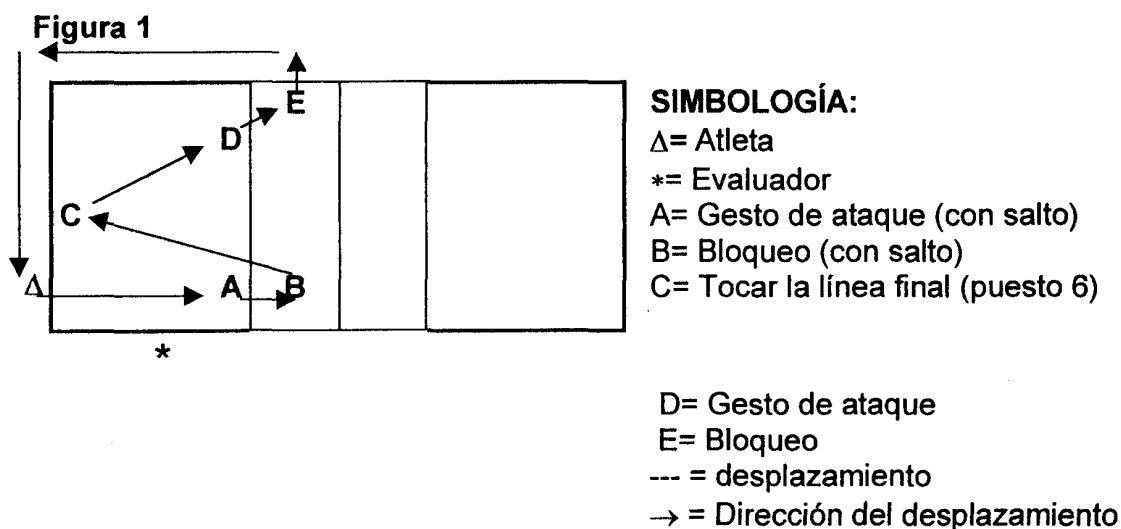 Figura 1
E
D
C
Δ
A
B
*
SIMBOLOGÍA:
Δ= Atleta
*= Evaluador
A= Gesto de ataque (con salto)
B= Bloqueo (con salto)
C= Tocar la línea final (puesto 6)
D= Gesto de ataque
E= Bloqueo
--- = desplazamiento
→ = Dirección del desplazamiento